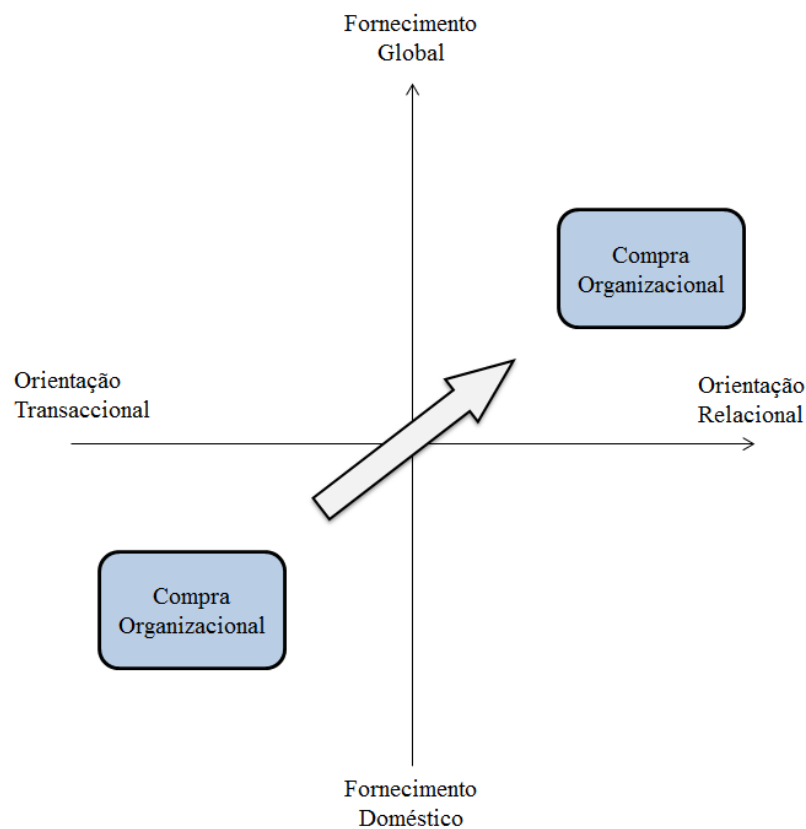 Fornecimento
Global
Compra
Organizacional
Orientação
Transaccional
Orientação
Relacional
Compra
Organizacional
Fornecimento
Doméstico